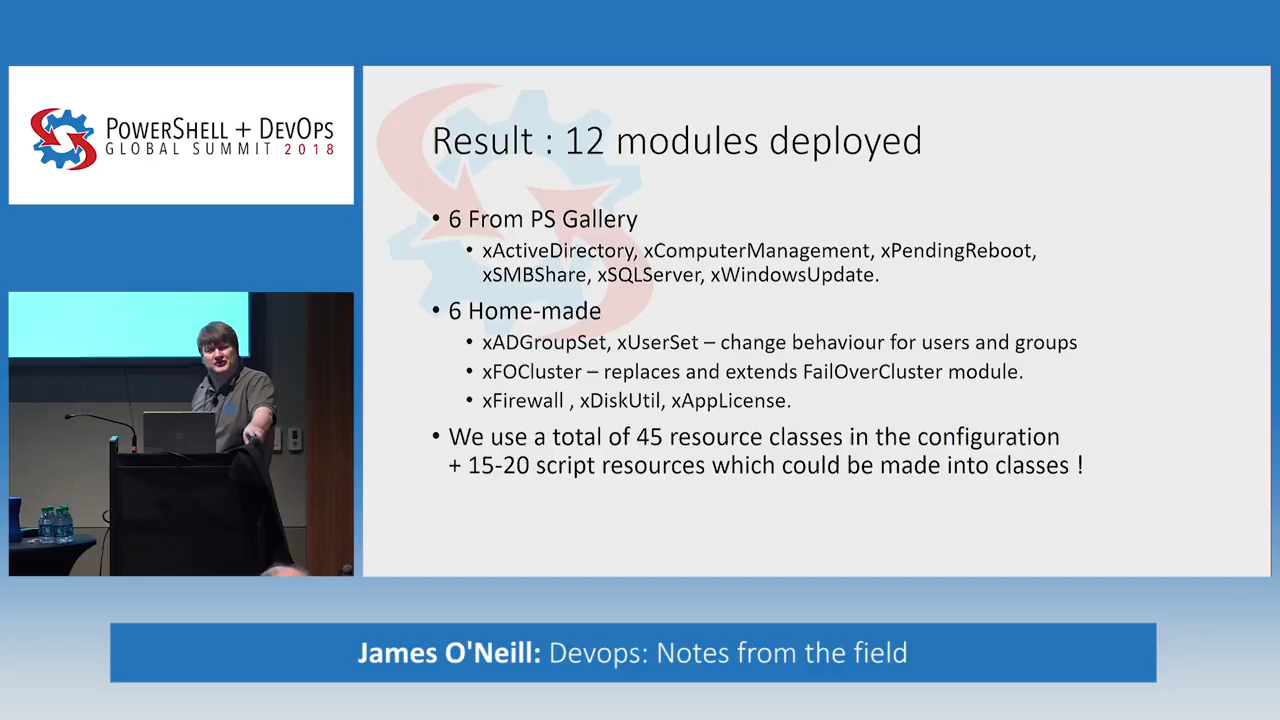 POWERSHELL + DEVOPS
GLOBAL SUMMIT 2018
Result : 12 modules deployed
• 6 From PS Gallery
• xActiveDirectory, xComputerManagement, xPendingReboot,
xSMBShare, xSQLServer, xWindowsUpdate.
• 6 Home-made
• xADGroupSet, xUserSet – change behaviour for users and groups
• xFOCluster – replaces and extends FailOverCluster module.
• xFirewall , xDiskUtil, xAppLicense.
• We use a total of 45 resource classes in the configuration
+ 15-20 script resources which could be made into classes !
James O'Neill: Devops: Notes from the field